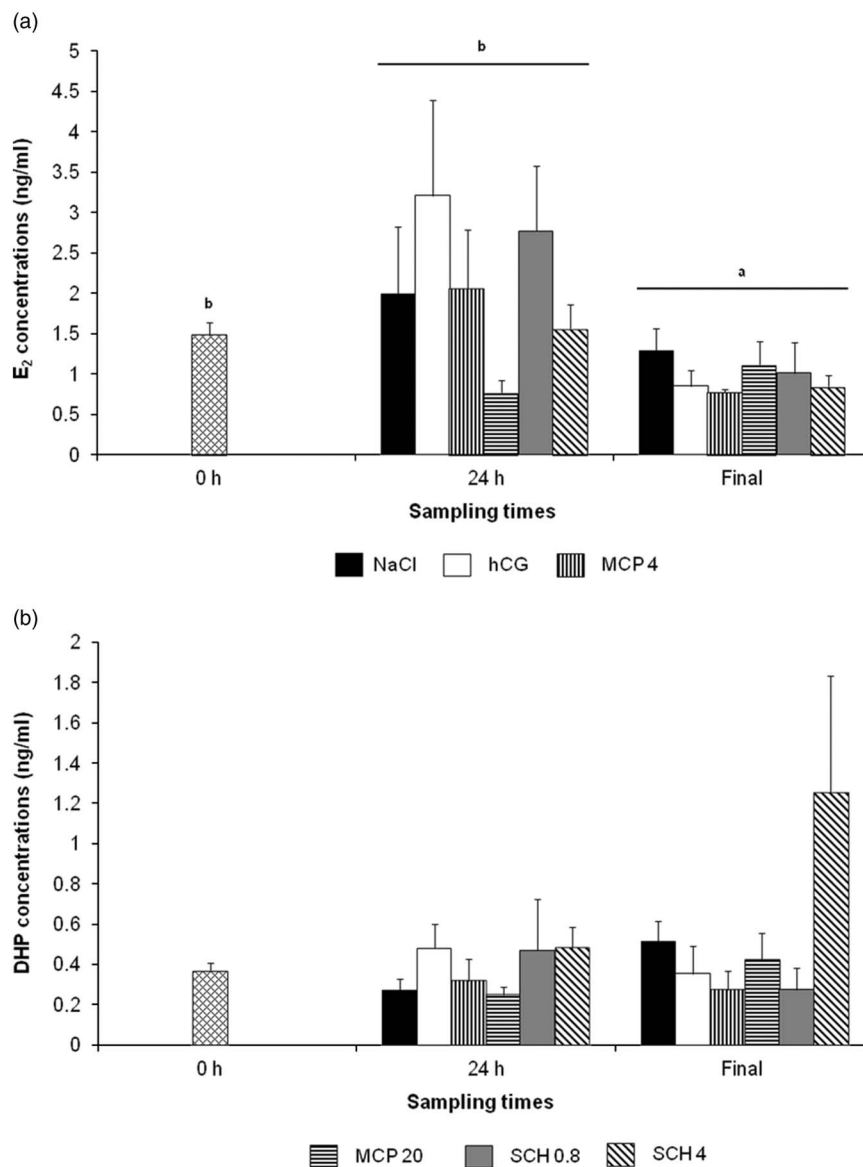 (a)
b
5
4.5
4
3.5
3
2.5
2
1.5
1
0.5
0
E2 concentrations (ng/ml)
b
a
0 h 24 h Final
Sampling times
NaCl hCG MCP 4
(b)
2
1.8
1.6
1.4
1.2
1
0.8
0.6
0.4
0.2
0
DHP concentrations (ng/ml)
0 h 24 h Final
Sampling times
MCP 20 SCH 0.8 SCH 4